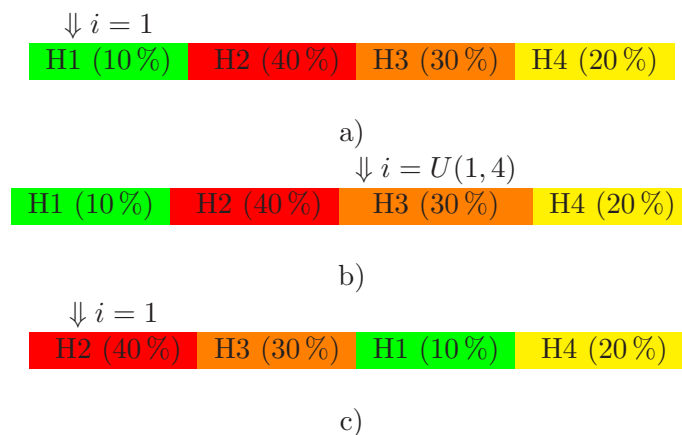 ⇓ i = 1
H1 (10 %) H2 (40 %) H3 (30 %) H4 (20 %)
a)
⇓ i = U(1, 4)
H1 (10 %) H2 (40 %) H3 (30 %) H4 (20 %)
b)
⇓ i = 1
H2 (40 %) H3 (30 %) H1 (10 %) H4 (20 %)
c)